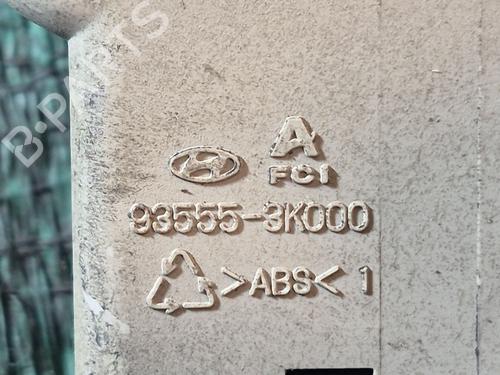 B·PARTS
A
FCI
93555-3K000
>ABS< 1